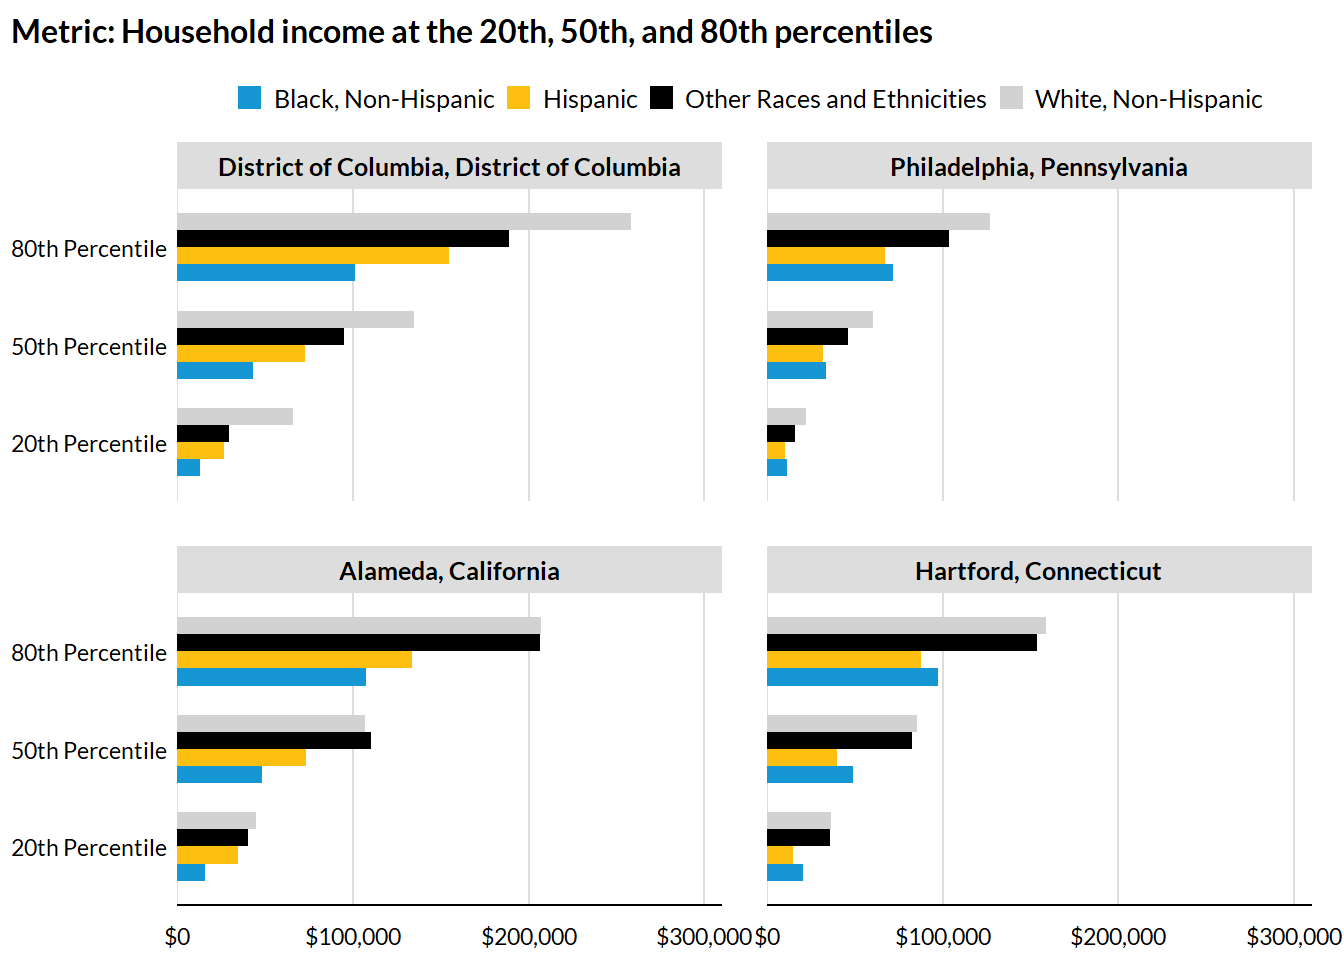 Metric: Household income at the 20th, 50th, and 80th percentiles
Black, Non-Hispanic Hispanic Other Races and Ethnicities White, Non-Hispanic
District of Columbia, District of Columbia Philadelphia, Pennsylvania
80th Percentile
50th Percentile
20th Percentile
Alameda, California Hartford, Connecticut
80th Percentile
50th Percentile
20th Percentile
$0 $100,000 $200,000 $300,000 $0 $100,000 $200,000 $300,000